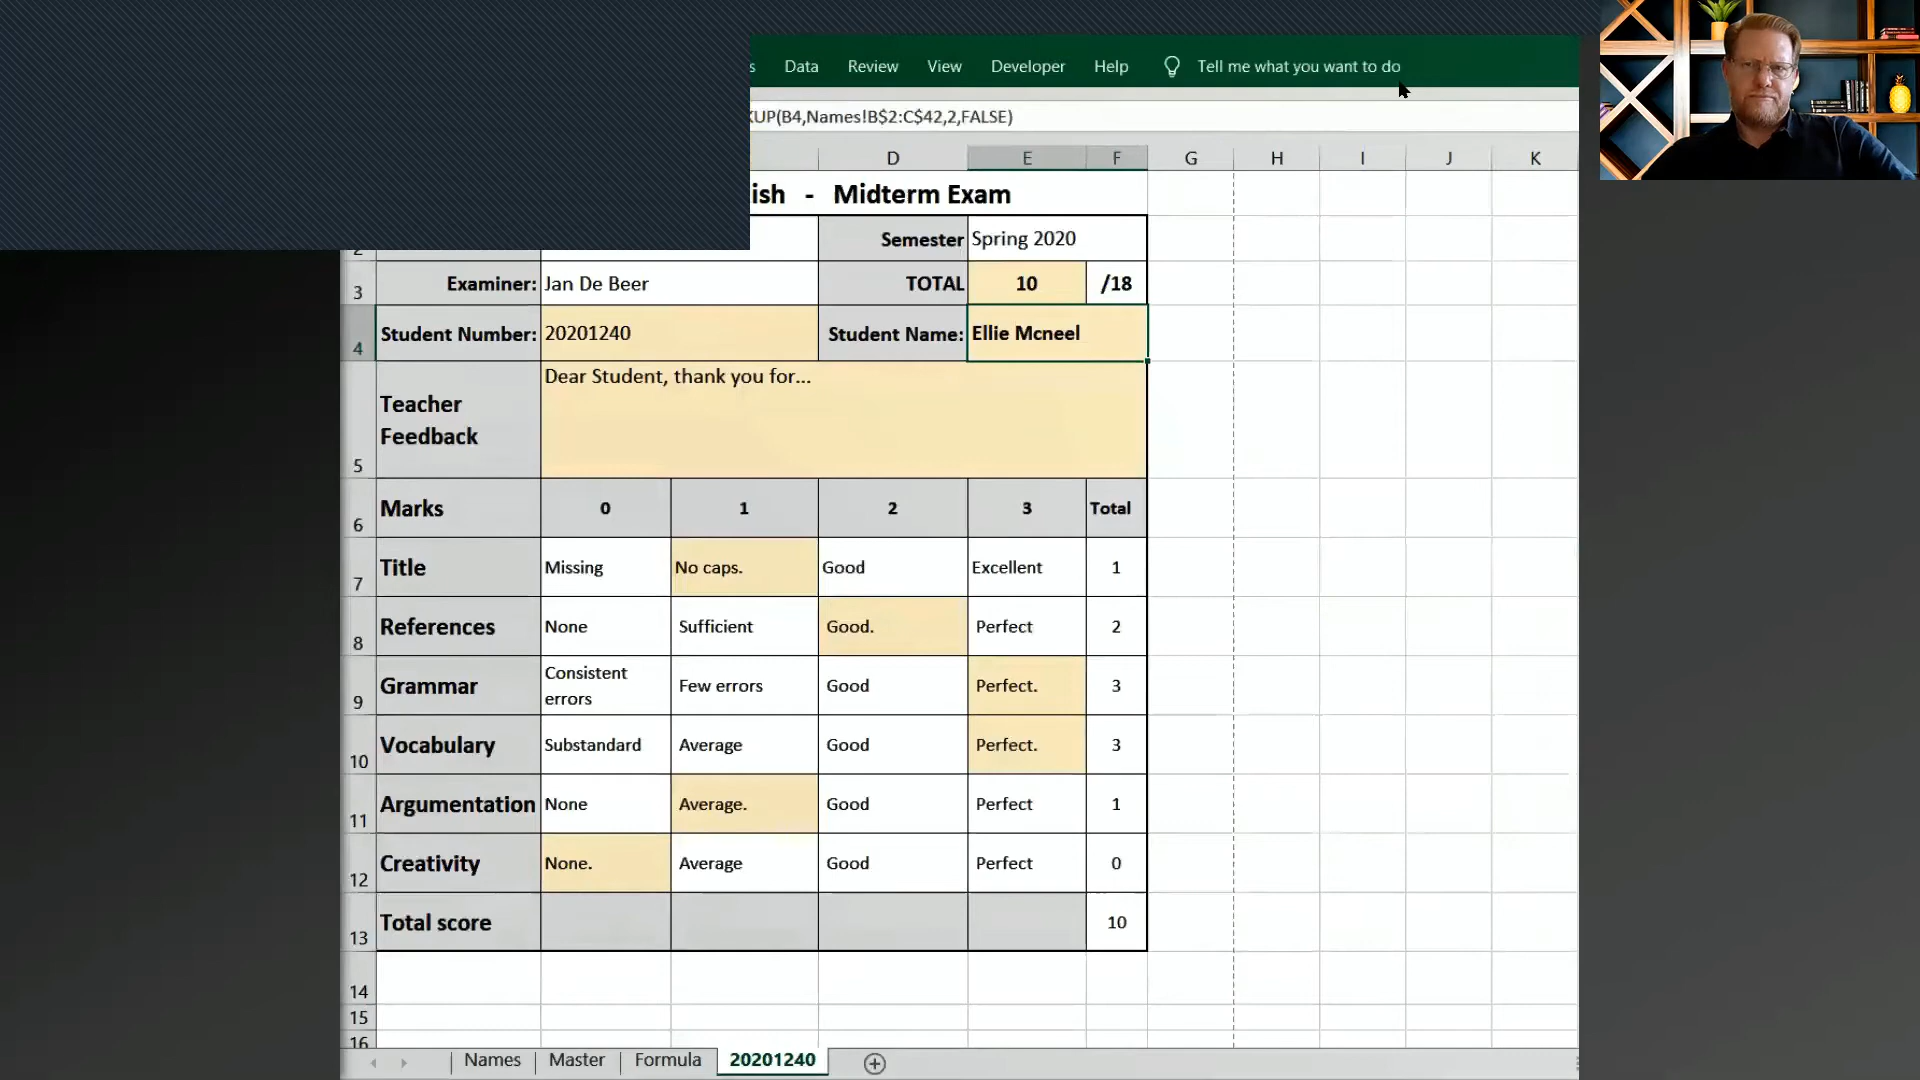 Data Review View Developer Help Tell me what you want to do
KUP(B4,Names!B$2:C$42,2,FALSE)
D E F G H I J K
ish - Midterm Exam
Semester Spring 2020
3 Examiner: Jan De Beer TOTAL 10 /18
4 Student Number: 20201240 Student Name: Ellie Mcneel
Dear Student, thank you for...
Teacher
Feedback
5
6 Marks 0 1 2 3 Total
7 Title Missing No caps. Good Excellent 1
8 References None Sufficient Good. Perfect 2
9 Grammar Consistent errors Few errors Good Perfect. 3
10 Vocabulary Substandard Average Good Perfect. 3
11 Argumentation None Average. Good Perfect 1
12 Creativity None. Average Good Perfect 0
13 Total score 10
14
15
16
Names Master Formula 20201240